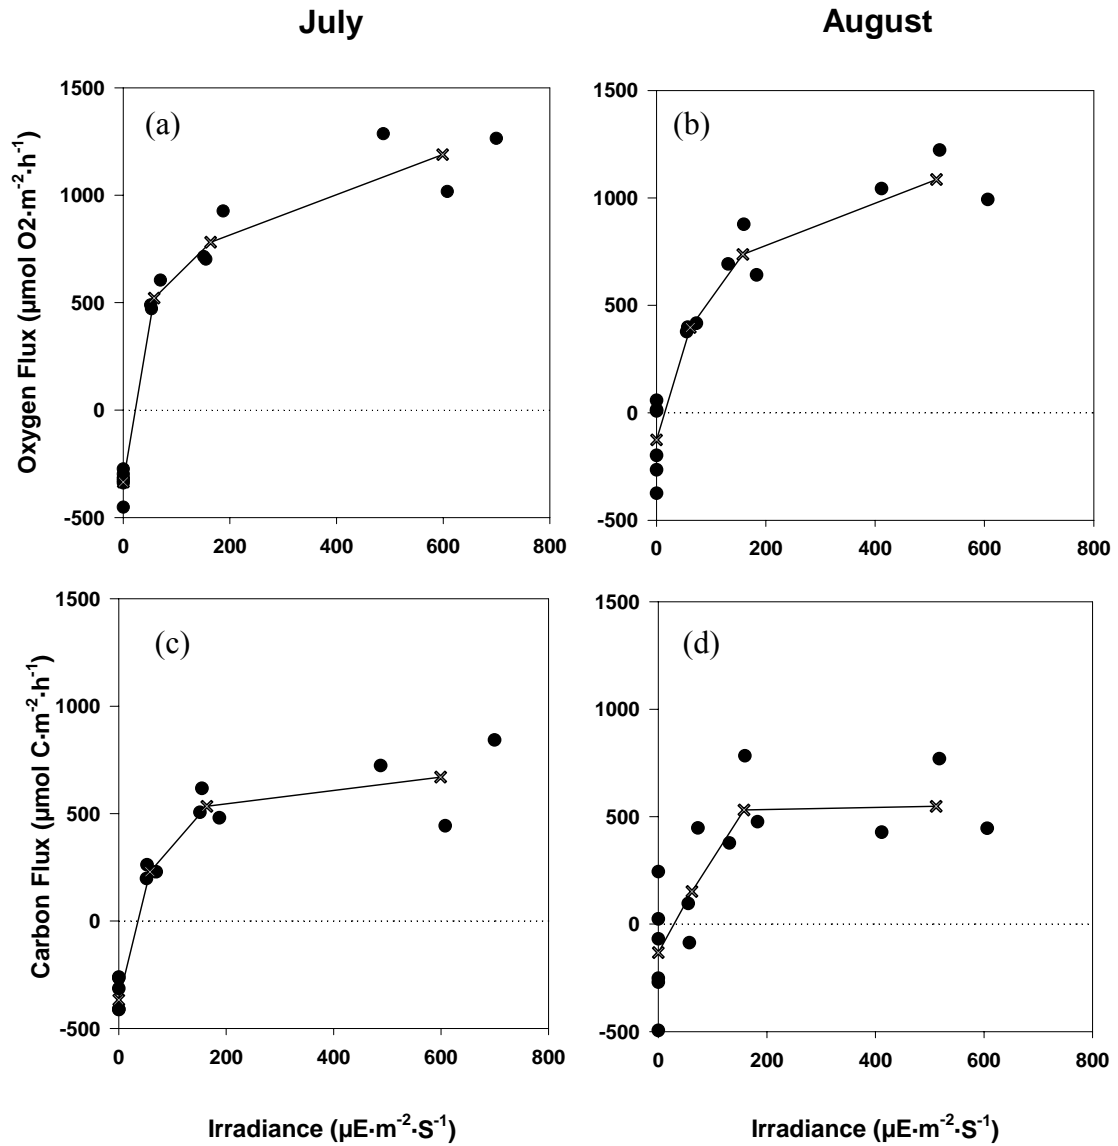 July
August
Oxygen Flux (µmol O2·m⁻²·h⁻¹)
1500
1000
500
0
-500
(a)
0 200 400 600 800
1500
1000
500
0
-500
(b)
0 200 400 600 800
Carbon Flux (µmol C·m⁻²·h⁻¹)
1500
1000
500
0
-500
(c)
0 200 400 600 800
1500
1000
500
0
-500
(d)
0 200 400 600 800
Irradiance (µE·m⁻²·S⁻¹)
Irradiance (µE·m⁻²·S⁻¹)